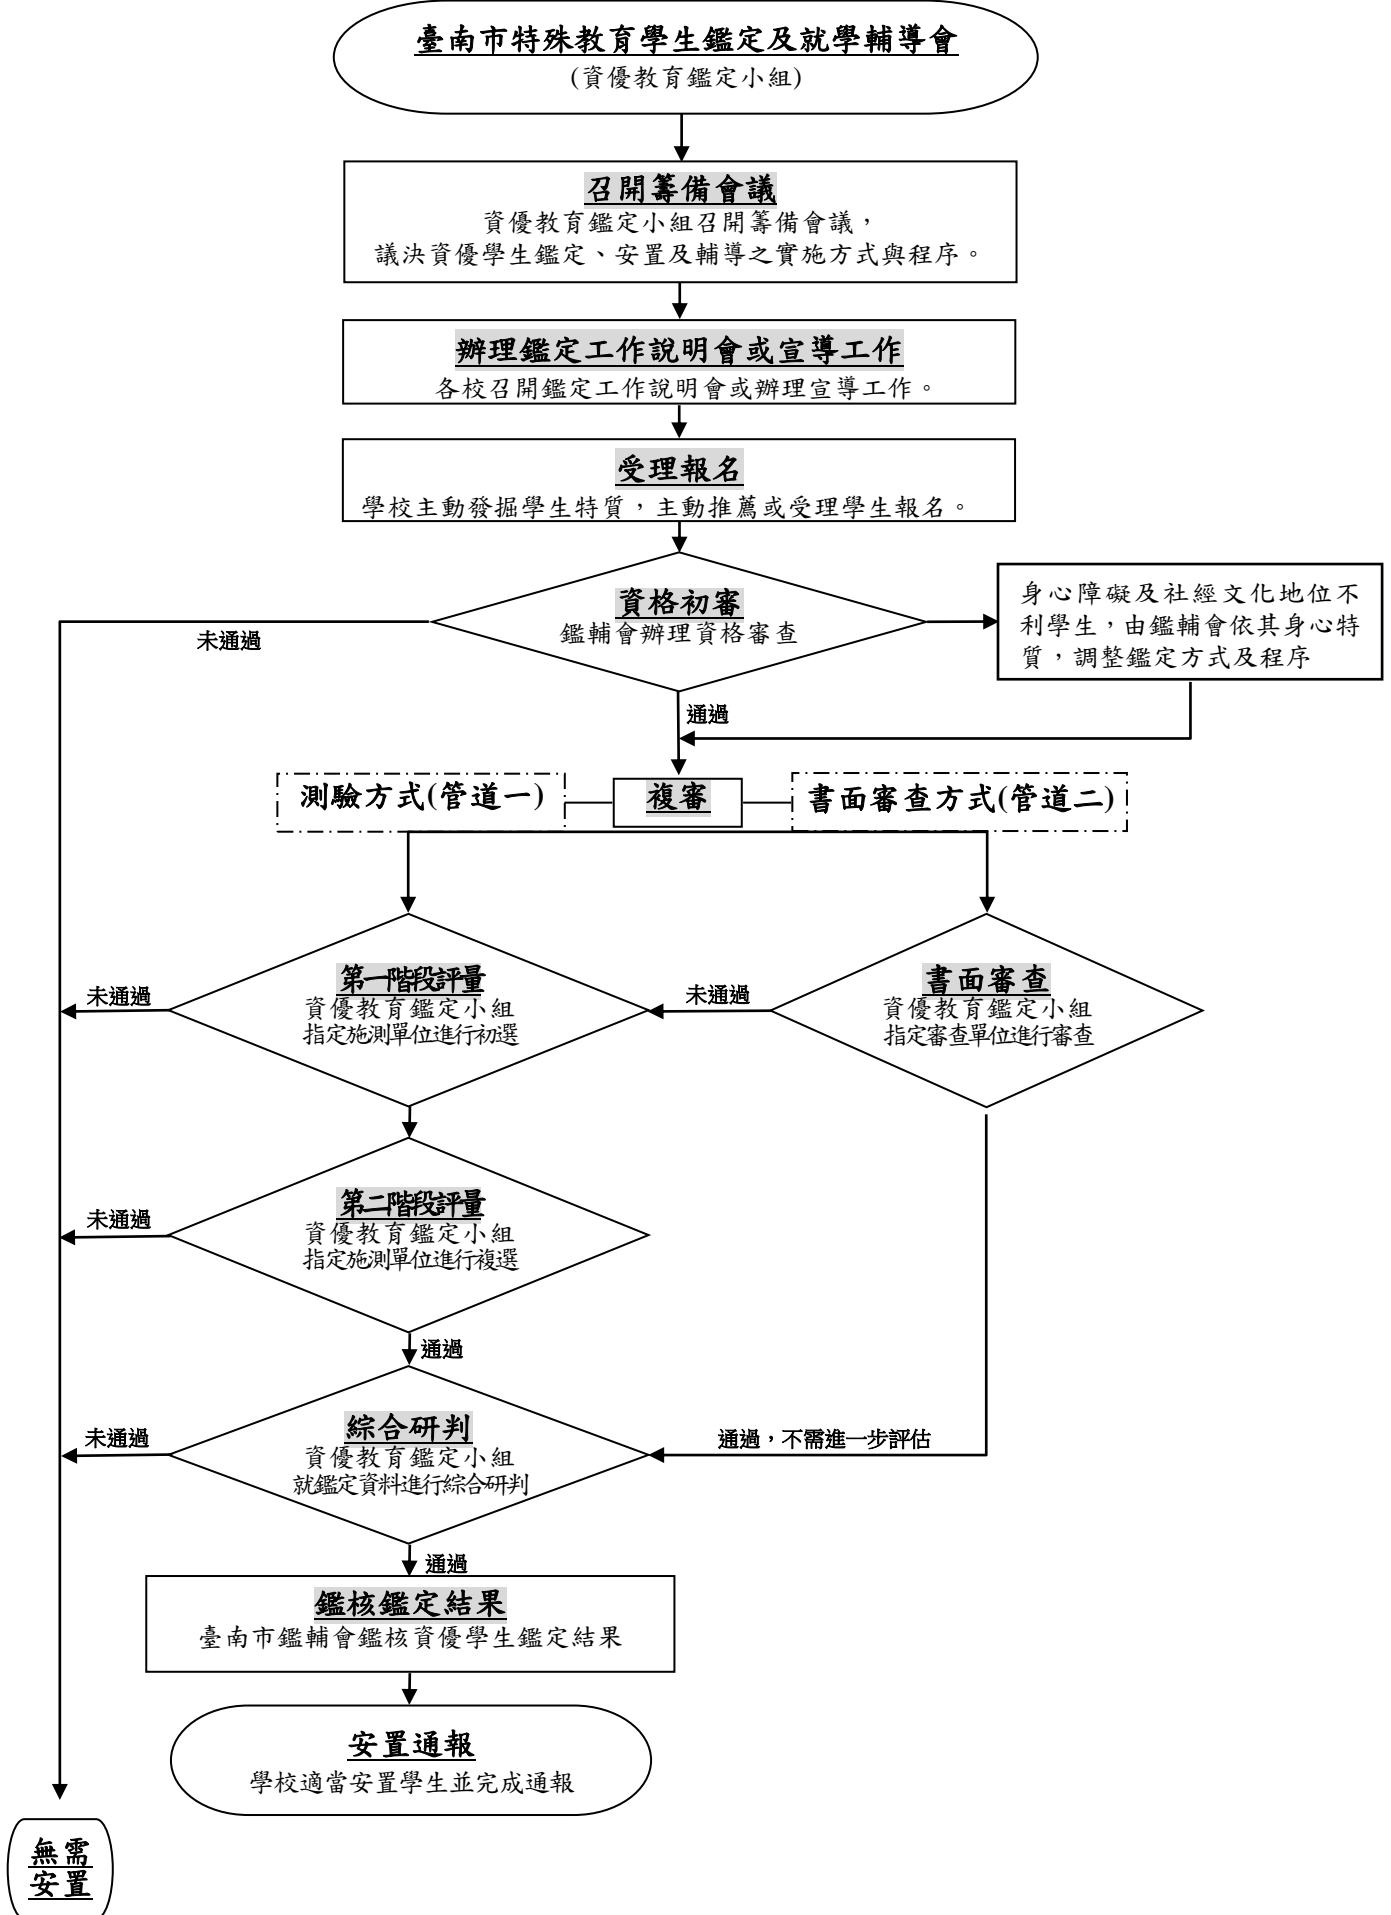 臺南市特殊教育學生鑑定及就學輔導會
(資優教育鑑定小組)
召開籌備會議
資優教育鑑定小組召開籌備會議，
議決資優學生鑑定、安置及輔導之實施方式與程序。
辦理鑑定工作說明會或宣導工作
各校召開鑑定工作說明會或辦理宣導工作。
受理報名
學校主動發掘學生特質，主動推薦或受理學生報名。
資格初審
鑑輔會辦理資格審查
身心障礙及社經文化地位不
利學生，由鑑輔會依其身心特
質，調整鑑定方式及程序
未通過
通過
測驗方式(管道一)
複審
書面審查方式(管道二)
第一階段評量
資優教育鑑定小組
指定施測單位進行初選
未通過
未通過
書面審查
資優教育鑑定小組
指定審查單位進行審查
第二階段評量
資優教育鑑定小組
指定施測單位進行複選
未通過
通過
綜合研判
資優教育鑑定小組
就鑑定資料進行綜合研判
未通過
通過，不需進一步評估
通過
鑑核鑑定結果
臺南市鑑輔會鑑核資優學生鑑定結果
安置通報
學校適當安置學生並完成通報
無需
安置